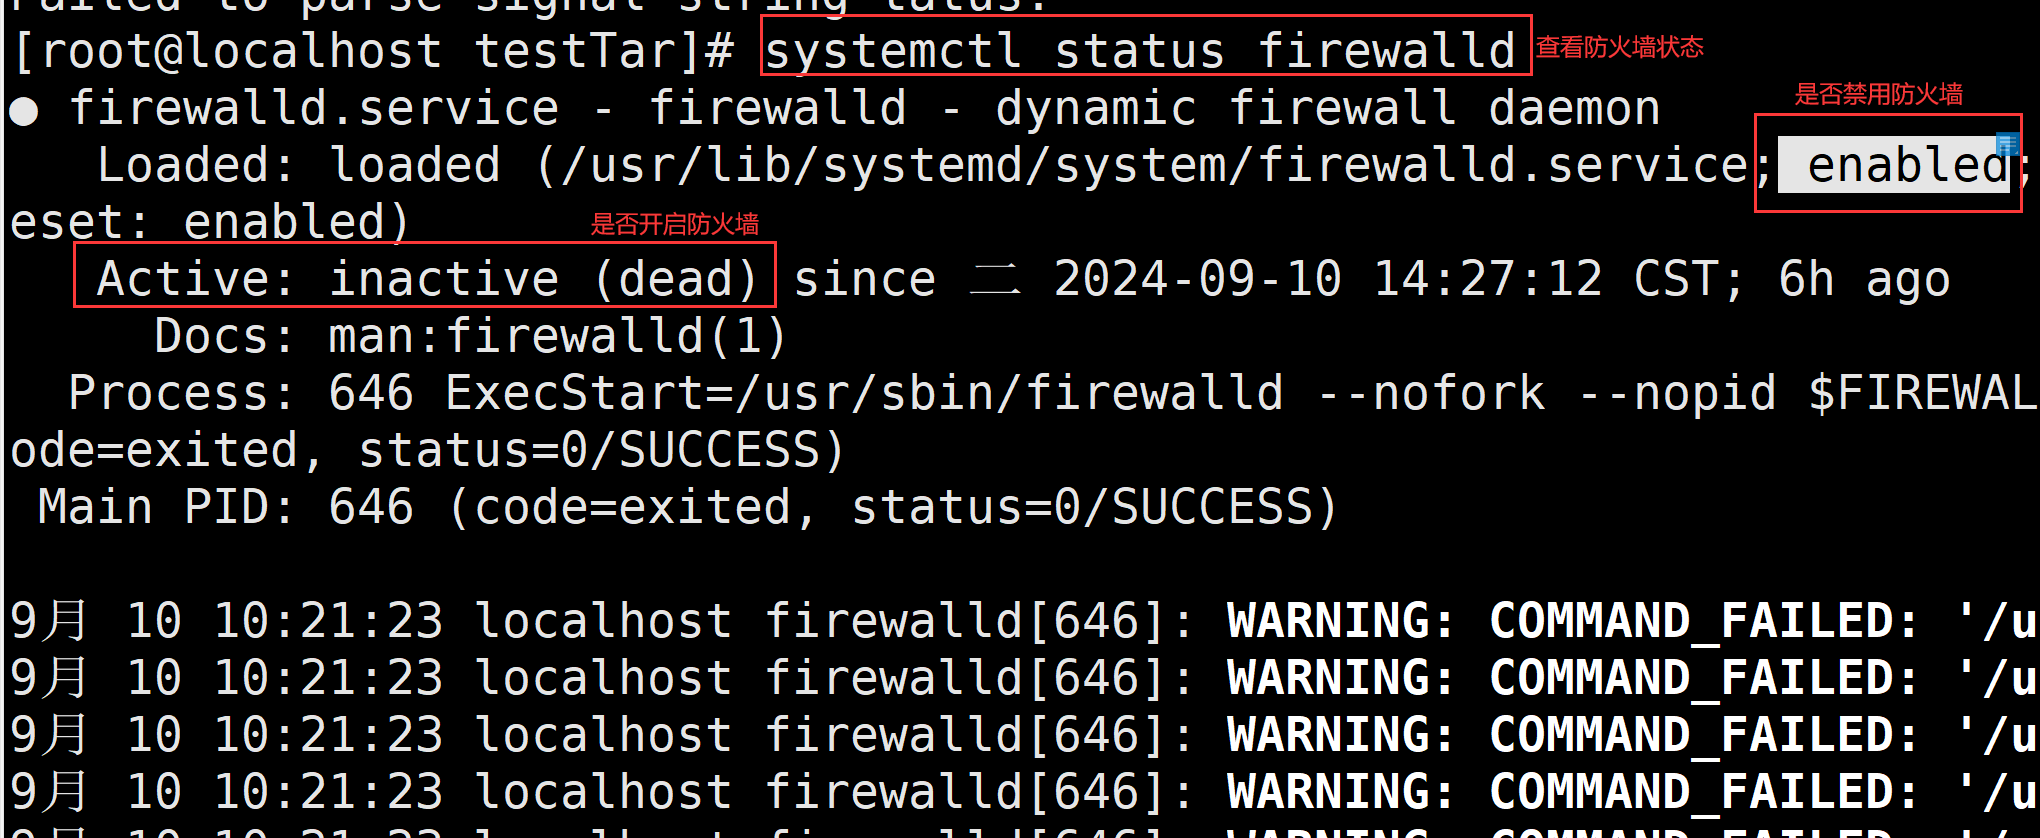 Failed to parse signal string tatus.
[root@localhost testTar]# systemctl status firewalld 查看防火墙状态
● firewalld.service - firewalld - dynamic firewall daemon
是否禁用防火墙
Loaded: loaded (/usr/lib/systemd/system/firewalld.service; enabled;
eset: enabled)
是否开启防火墙
Active: inactive (dead) since 二 2024-09-10 14:27:12 CST; 6h ago
Docs: man:firewalld(1)
Process: 646 ExecStart=/usr/sbin/firewalld --nofork --nopid $FIREWAL
ode=exited, status=0/SUCCESS)
Main PID: 646 (code=exited, status=0/SUCCESS)
9月 10 10:21:23 localhost firewalld[646]: WARNING: COMMAND_FAILED: '/u
9月 10 10:21:23 localhost firewalld[646]: WARNING: COMMAND_FAILED: '/u
9月 10 10:21:23 localhost firewalld[646]: WARNING: COMMAND_FAILED: '/u
9月 10 10:21:23 localhost firewalld[646]: WARNING: COMMAND_FAILED: '/u